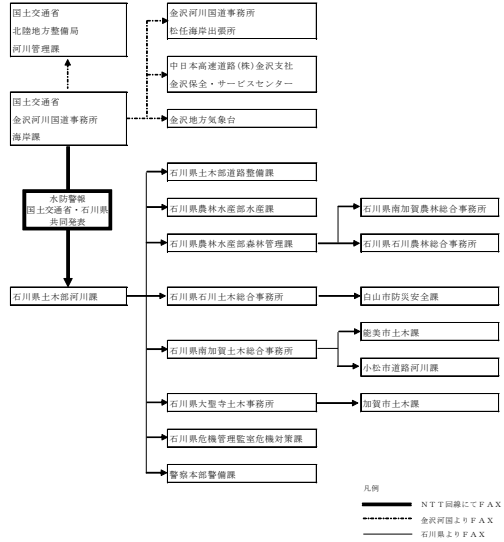 国土交通省
北陸地方整備局
河川管理課
金沢河川国道事務所
松任海岸出張所
中日本高速道路(株)金沢支社
金沢保全・サービスセンター
国土交通省
金沢河川国道事務所
海岸課
金沢地方気象台
石川県土木部道路整備課
水防警報
国土交通省・石川県
共同発表
石川県農林水産部水産課
石川県南加賀農林総合事務所
石川県農林水産部森林管理課
石川県石川農林総合事務所
石川県土木部河川課
石川県石川土木総合事務所
白山市防災安全課
能美市土木課
石川県南加賀土木総合事務所
小松市道路河川課
石川県大聖寺土木事務所
加賀市土木課
石川県危機管理監室危機対策課
警察本部警備課
凡例
NTT回線にてFAX
金沢河国よりFAX
石川県よりFAX